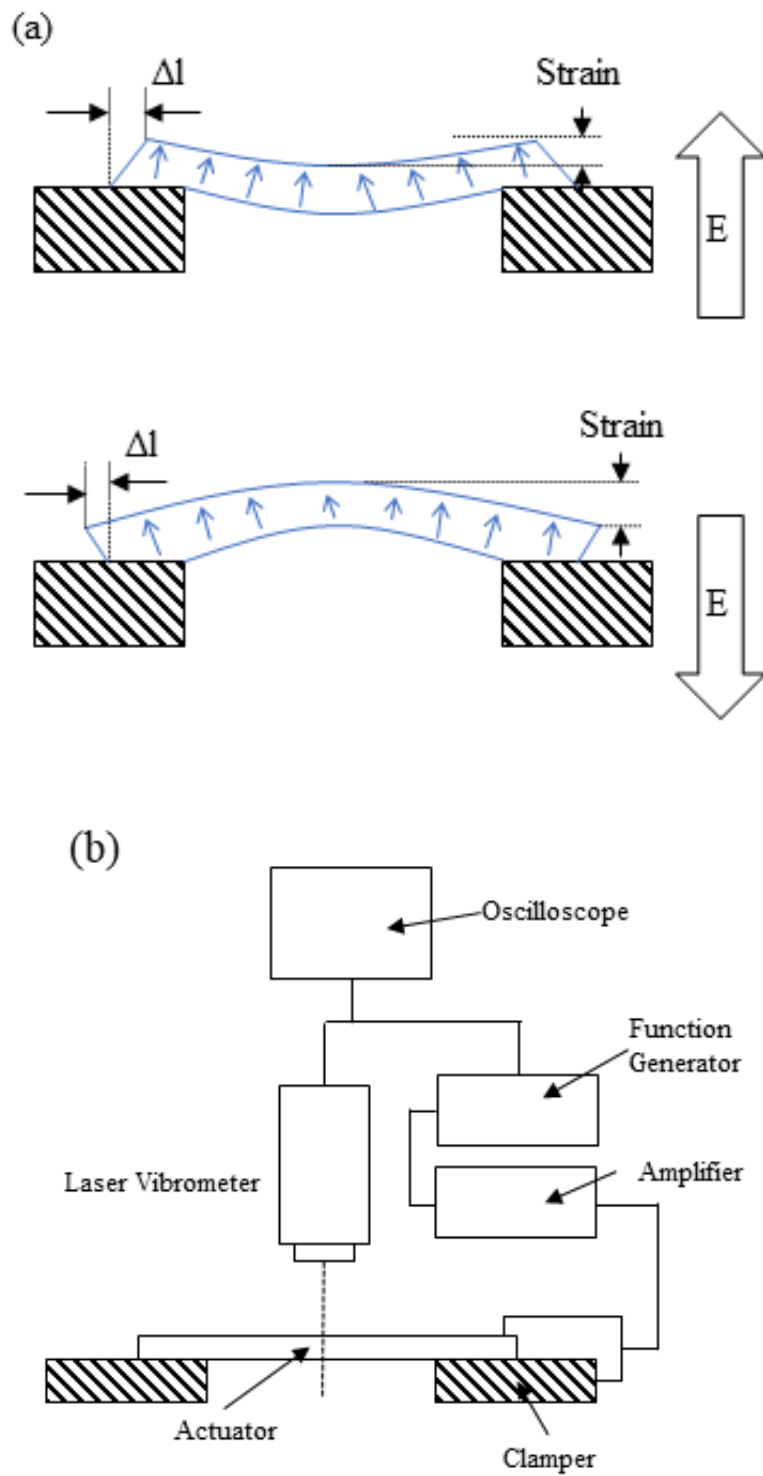 (a)
Δl
Strain
E
Δl
Strain
E
(b)
Oscilloscope
Function
Generator
Laser Vibrometer
Amplifier
Actuator
Clamper